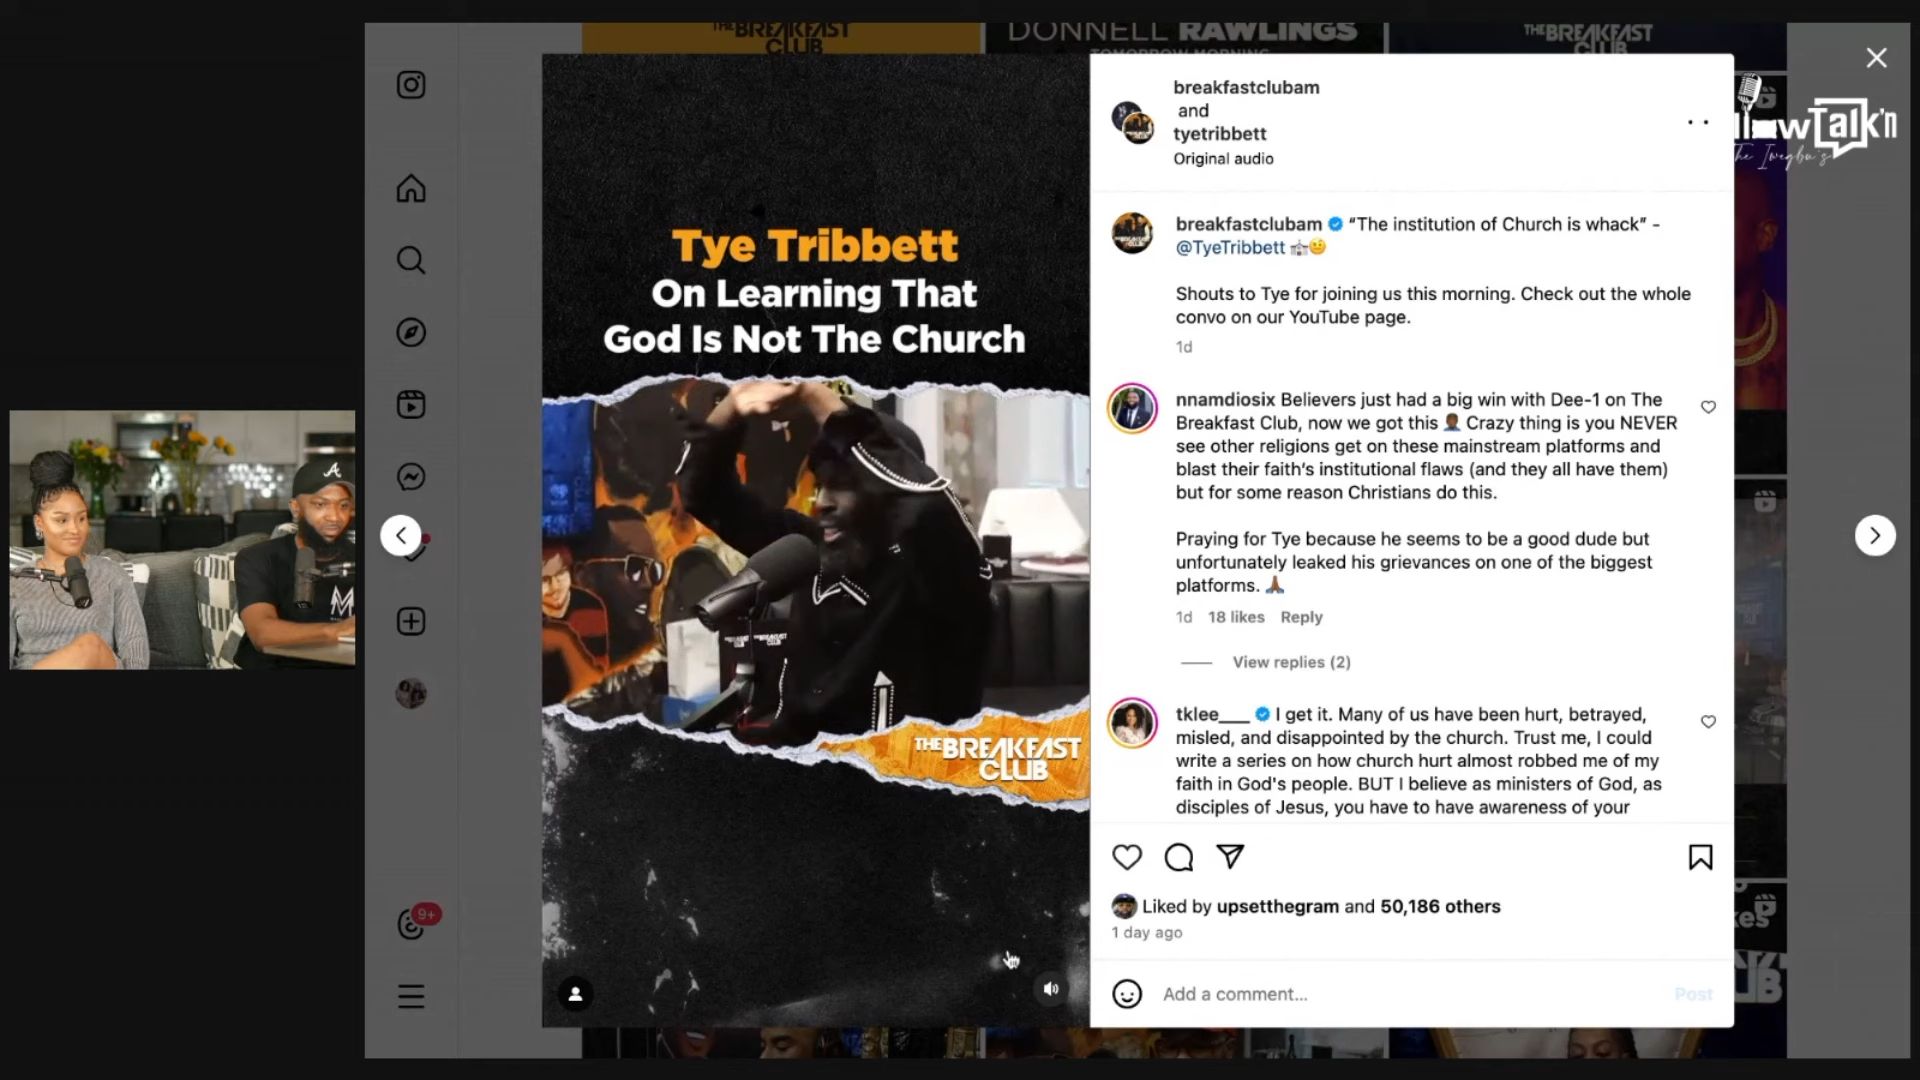 THE BREAKFAST
CLUB
DONNELL RAWLINGS
TOMORROW MORNING
THE BREAKFAST
CLUB
Talk'n
The Iwegbu's
Tye Tribbett
On Learning That
God Is Not The Church
THE BREAKFAST
CLUB
breakfastclubam
and
tyetribbett
Original audio
breakfastclubam “The institution of Church is whack” -
@TyeTribbett
Shouts to Tye for joining us this morning. Check out the whole
convo on our YouTube page.
1d
nnamdiosix Believers just had a big win with Dee-1 on The
Breakfast Club, now we got this Crazy thing is you NEVER
see other religions get on these mainstream platforms and
blast their faith’s institutional flaws (and they all have them)
but for some reason Christians do this.
Praying for Tye because he seems to be a good dude but
unfortunately leaked his grievances on one of the biggest
platforms.
1d 18 likes Reply
View replies (2)
tklee___ I get it. Many of us have been hurt, betrayed,
misled, and disappointed by the church. Trust me, I could
write a series on how church hurt almost robbed me of my
faith in God's people. BUT I believe as ministers of God, as
disciples of Jesus, you have to have awareness of your
Liked by upsetthegram and 50,186 others
1 day ago
Add a comment...
Post
9+
A
M